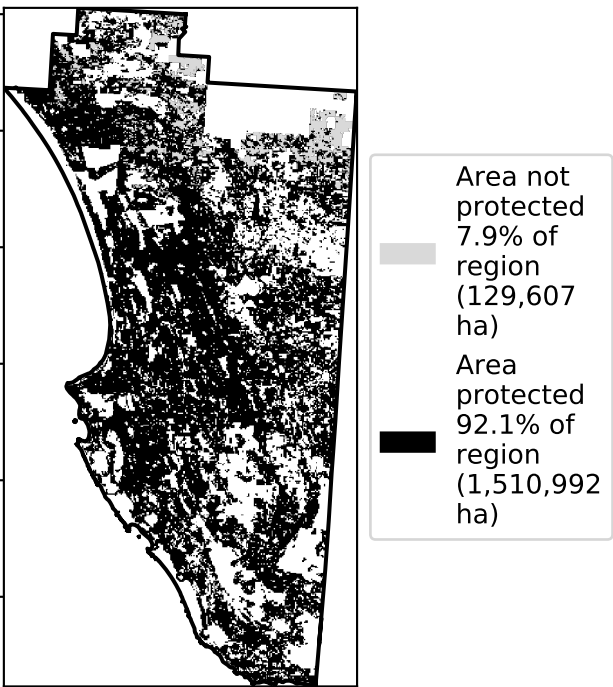 Area not
protected
7.9% of
region
(129,607
ha)
Area
protected
92.1% of
region
(1,510,992
ha)